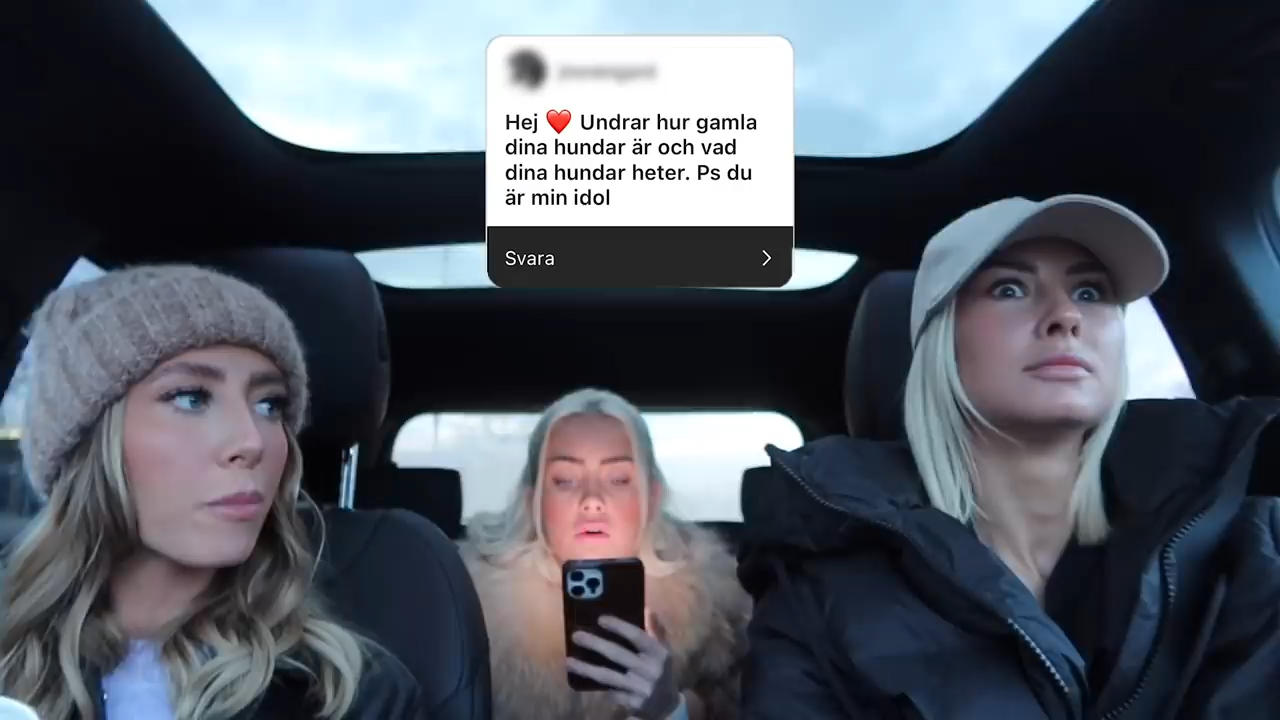 Hej ❤️ Undrar hur gamla
dina hundar är och vad
dina hundar heter. Ps du
är min idol
Svara